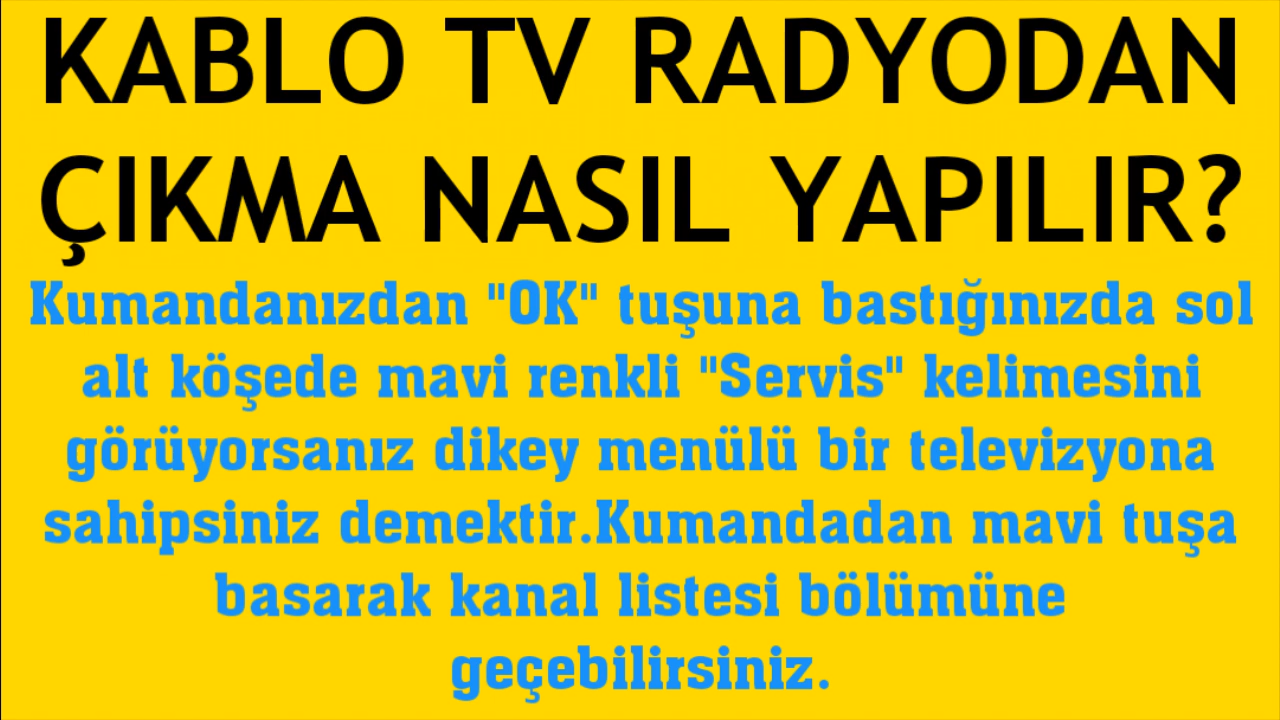 KABLO TV RADYODAN
ÇIKMA NASIL YAPILIR?
Kumandanızdan "OK" tuşuna bastığınızda sol
alt köşede mavi renkli "Servis" kelimesini
görüyorsanız dikey menülü bir televizyona
sahipsiniz demektir.Kumandadan mavi tuşa
basarak kanal listesi bölümüne
geçebilirsiniz.